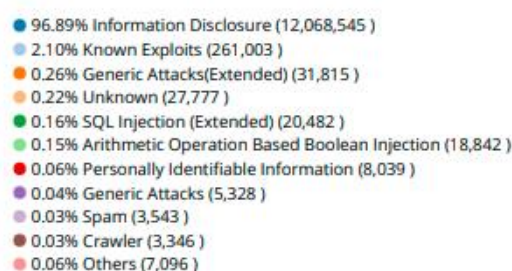 96.89% Information Disclosure (12,068,545 )
2.10% Known Exploits (261,003 )
0.26% Generic Attacks(Extended) (31,815 )
0.22% Unknown (27,777 )
0.16% SQL Injection (Extended) (20,482 )
0.15% Arithmetic Operation Based Boolean Injection (18,842 )
0.06% Personally Identifiable Information (8,039 )
0.04% Generic Attacks (5,328 )
0.03% Spam (3,543 )
0.03% Crawler (3,346 )
0.06% Others (7,096 )